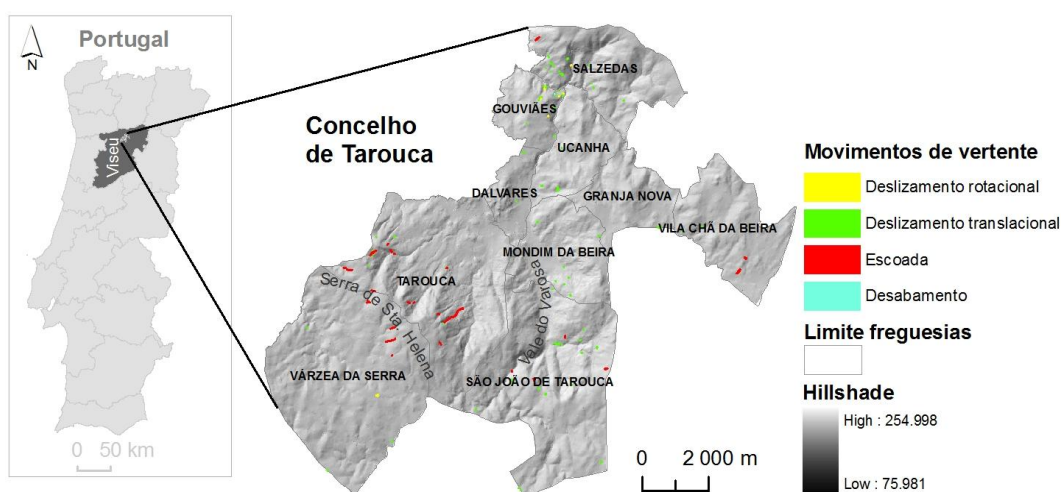 Portugal
N
Viseu
0 50 km
Concelho
de Tarouca
SALZEDAS
GOUVIÃES
UCANHA
DALVARES
GRANJA NOVA
VILA CHÃ DA BEIRA
MONDIM DA BEIRA
TAROUCA
Serra de Sta. Helena
Vale do Varosa
VÁRZEA DA SERRA
SÃO JOÃO DE TAROUCA
0 2 000 m
Movimentos de vertente
Deslizamento rotacional
Deslizamento translacional
Escoada
Desabamento
Limite freguesias
Hillshade
High : 254.998
Low : 75.981